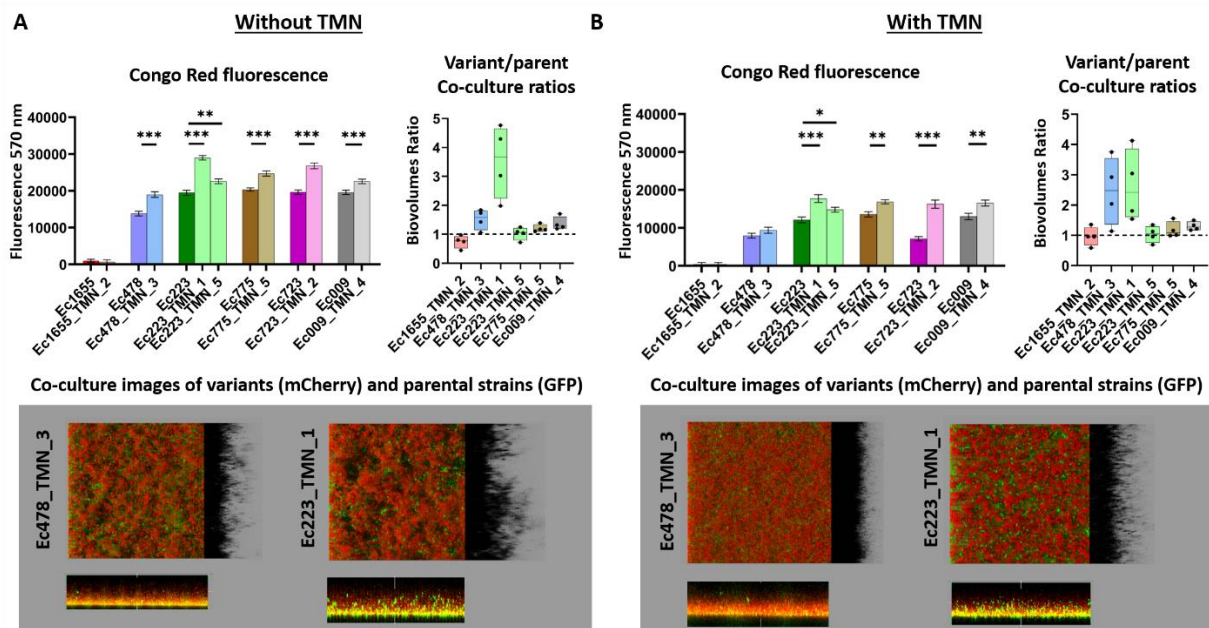 A
Without TMN
Congo Red fluorescence
Fluorescence 570 nm
40000
30000
20000
10000
0
***
**
***
***
***
***
Ec1655
Ec1655_TMN_2
Ec478
Ec478_TMN_3
Ec223
Ec223_TMN_1
Ec223_TMN_5
Ec775
Ec775_TMN_5
Ec723
Ec723_TMN_2
Ec009
Ec009_TMN_4
Variant/parent
Co-culture ratios
Biovolumes Ratio
5
4
3
2
1
0
Ec1655_TMN_2
Ec478_TMN_3
Ec223_TMN_1
Ec223_TMN_5
Ec775_TMN_5
Ec009_TMN_4
Co-culture images of variants (mCherry) and parental strains (GFP)
Ec478_TMN_3
Ec223_TMN_1
B
With TMN
Congo Red fluorescence
Fluorescence 570 nm
40000
30000
20000
10000
0
*
***
**
***
**
Ec1655
Ec1655_TMN_2
Ec478
Ec478_TMN_3
Ec223
Ec223_TMN_1
Ec223_TMN_5
Ec775
Ec775_TMN_5
Ec723
Ec723_TMN_2
Ec009
Ec009_TMN_4
Variant/parent
Co-culture ratios
Biovolumes Ratio
5
4
3
2
1
0
Ec1655_TMN_2
Ec478_TMN_3
Ec223_TMN_1
Ec223_TMN_5
Ec775_TMN_5
Ec009_TMN_4
Co-culture images of variants (mCherry) and parental strains (GFP)
Ec478_TMN_3
Ec223_TMN_1